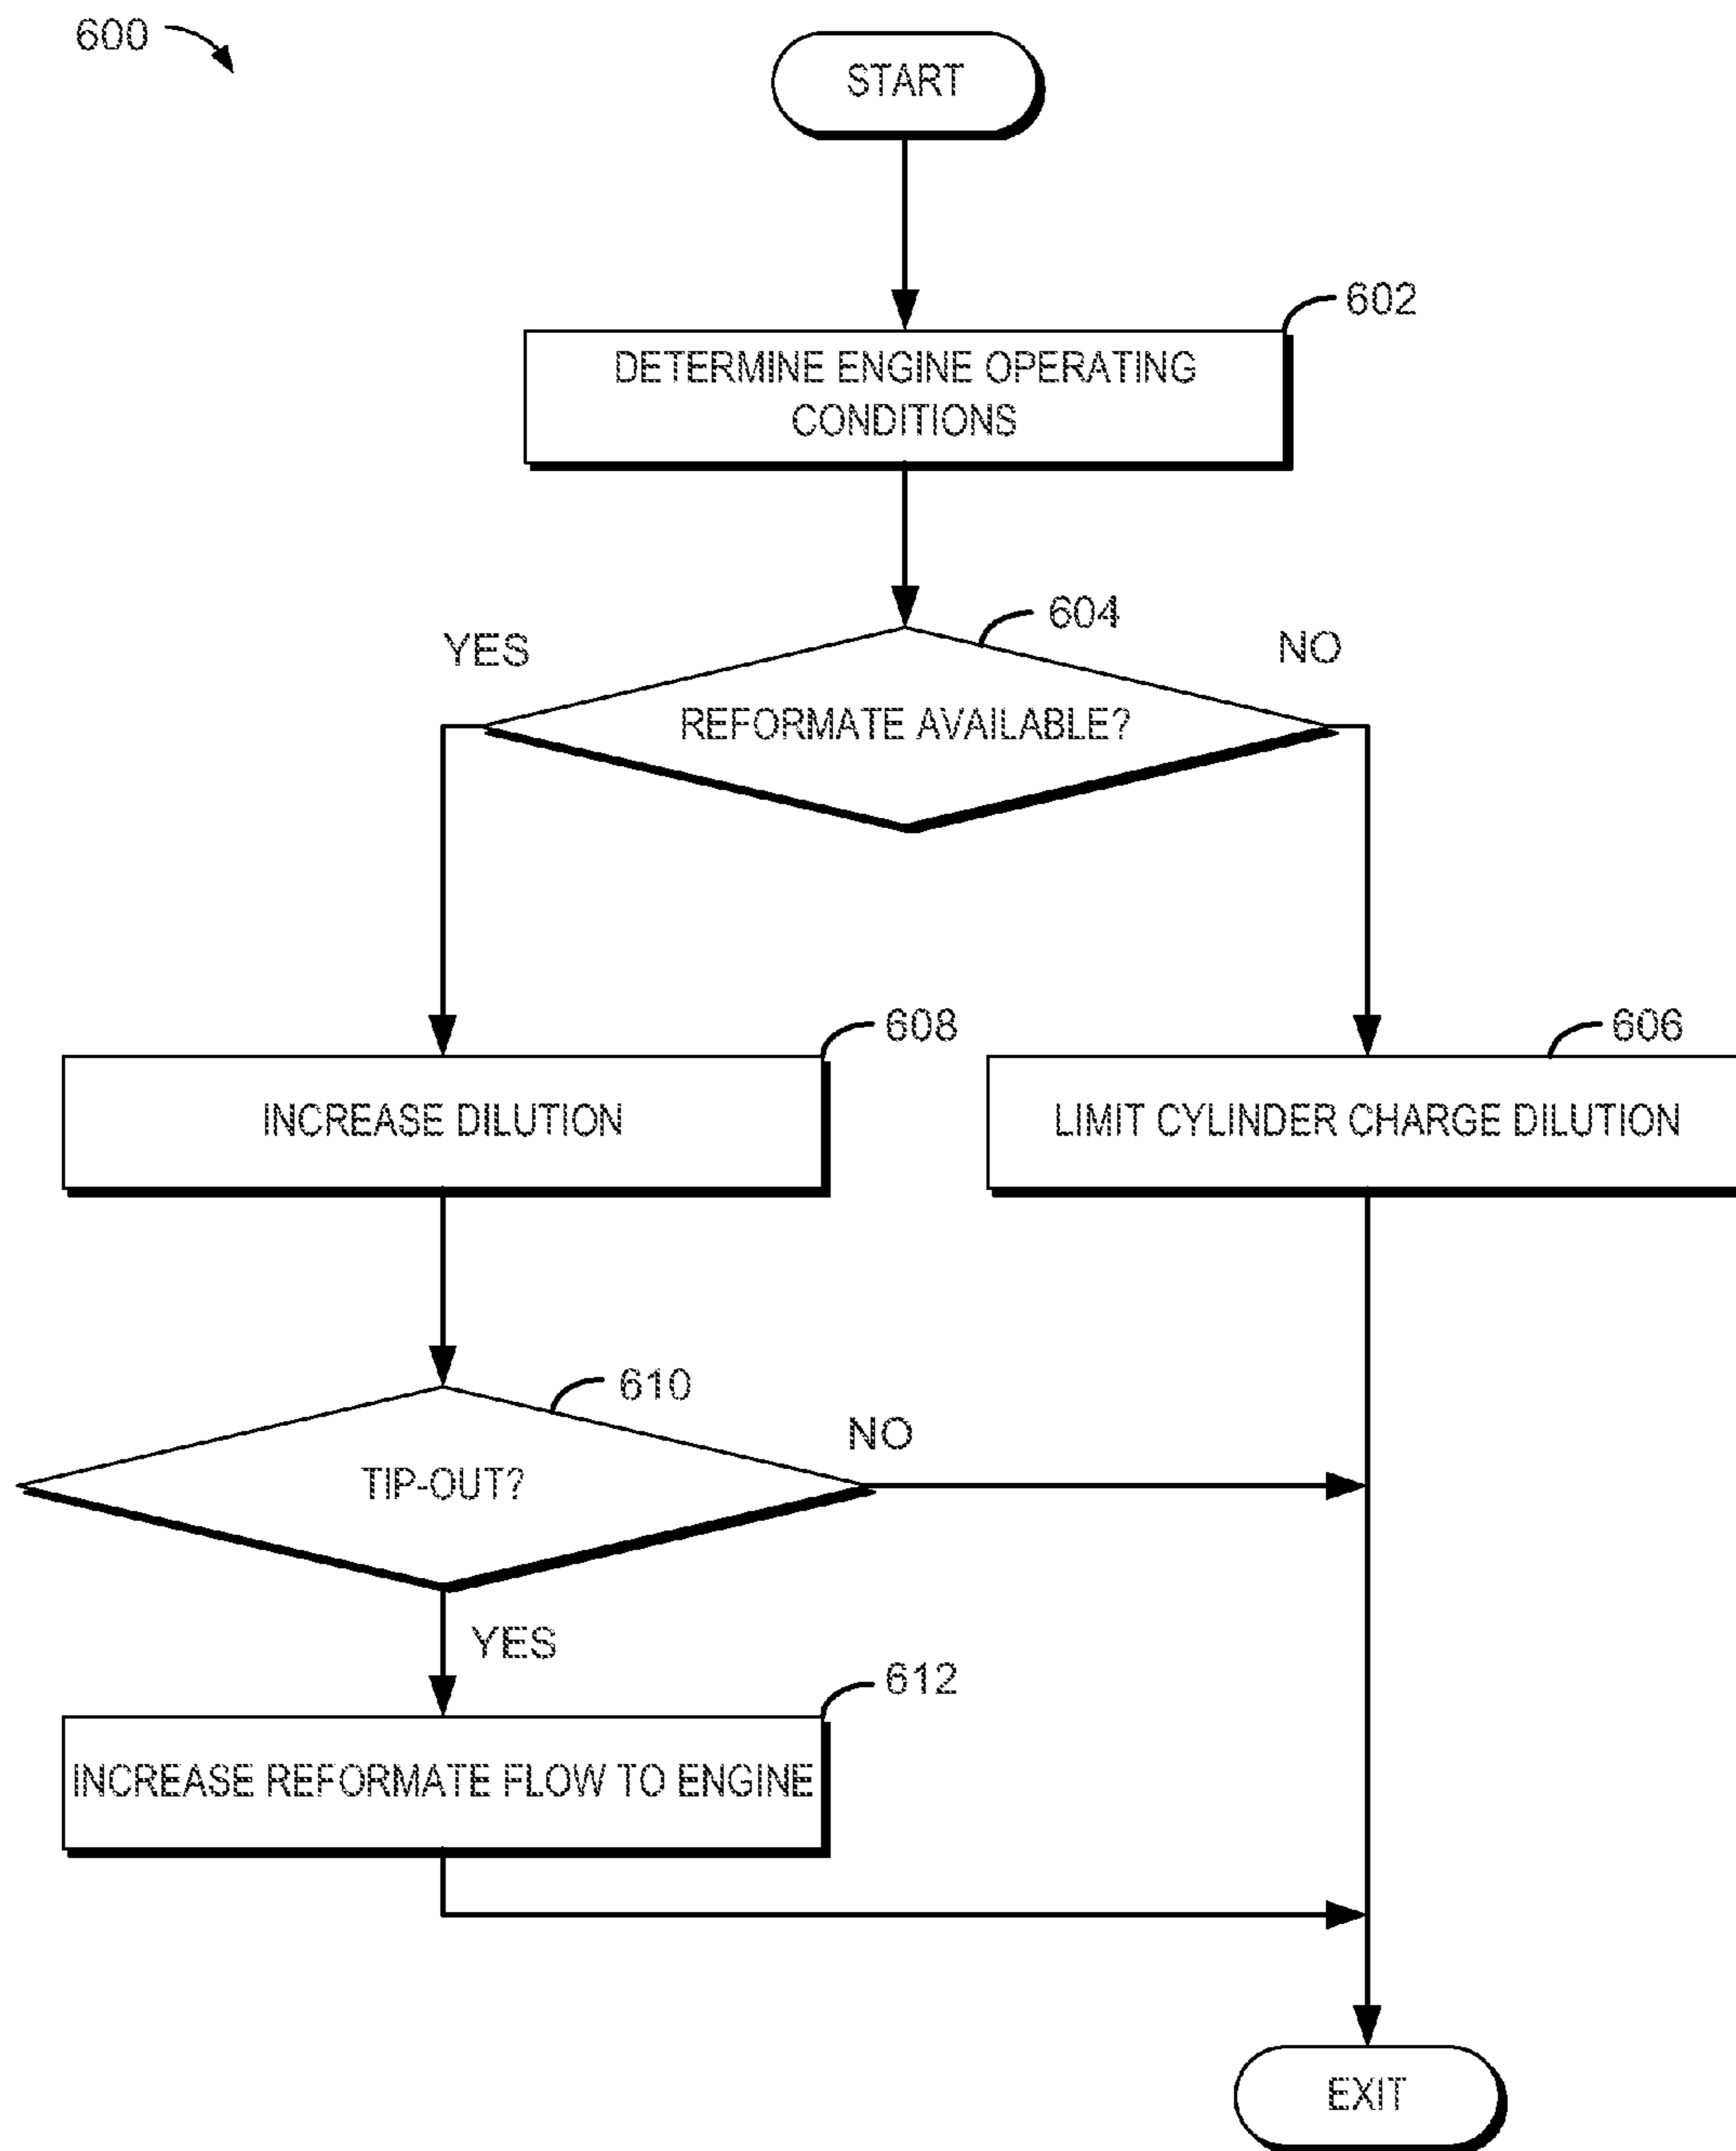 600
START
602
DETERMINE ENGINE OPERATING
CONDITIONS
604
YES
NO
REFORMATE AVAILABLE?
608
606
INCREASE DILUTION
LIMIT CYLINDER CHARGE DILUTION
610
NO
TIP-OUT?
YES
612
INCREASE REFORMATE FLOW TO ENGINE
EXIT